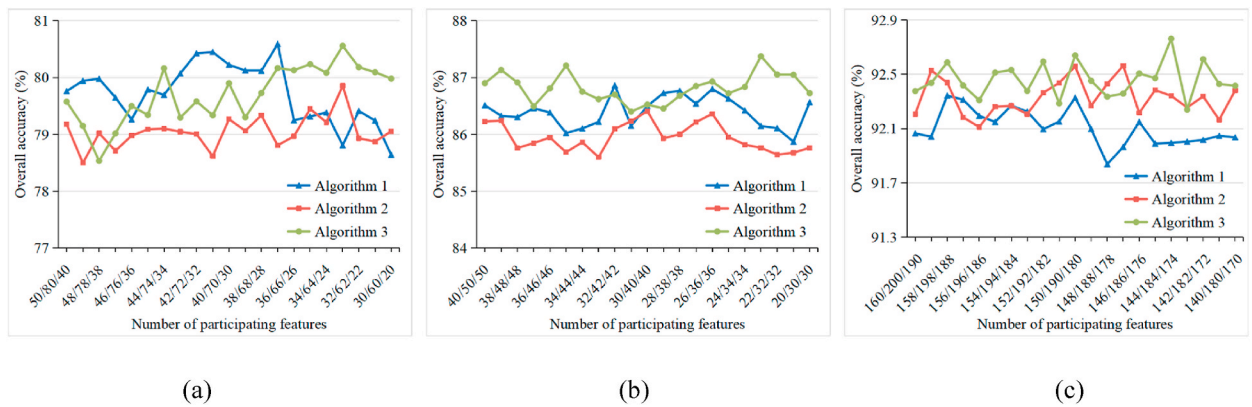 81
80
79
78
77
Overall accuracy (%)
Algorithm 1
Algorithm 2
Algorithm 3
50/80/40
48/78/38
46/76/36
44/74/34
42/72/32
40/70/30
38/68/28
36/66/26
34/64/24
32/62/22
30/60/20
Number of participating features
(a)
88
87
86
85
84
Overall accuracy (%)
Algorithm 1
Algorithm 2
Algorithm 3
40/50/50
38/48/48
36/46/46
34/44/44
32/42/42
30/40/40
28/38/38
26/36/36
24/34/34
22/32/32
20/30/30
Number of participating features
(b)
92.9
92.5
92.1
91.7
91.3
Overall accuracy (%)
Algorithm 1
Algorithm 2
Algorithm 3
160/200/190
158/198/188
156/196/186
154/194/184
152/192/182
150/190/180
148/188/178
146/186/176
144/184/174
142/182/172
140/180/170
Number of participating features
(c)